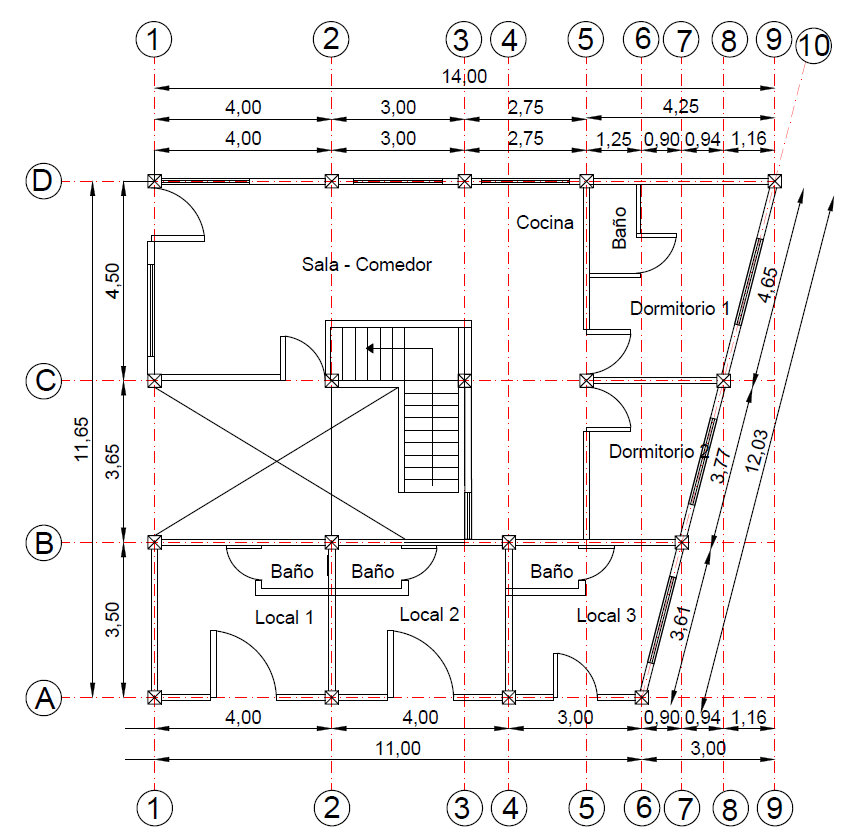 1 2 3 4 5 6 7 8 9 10
14,00
4,00 3,00 2,75 4,25
4,00 3,00 2,75 1,25 0,90 0,94 1,16
D
Cocina
Baño
Sala - Comedor
4,50
4,65
Dormitorio 1
C
11,65
3,65
Dormitorio 2
3,77
12,03
B
Baño Baño Baño
3,50
Local 1 Local 2 Local 3
3,61
A
4,00 4,00 3,00 0,90 0,94 1,16
11,00 3,00
1 2 3 4 5 6 7 8 9